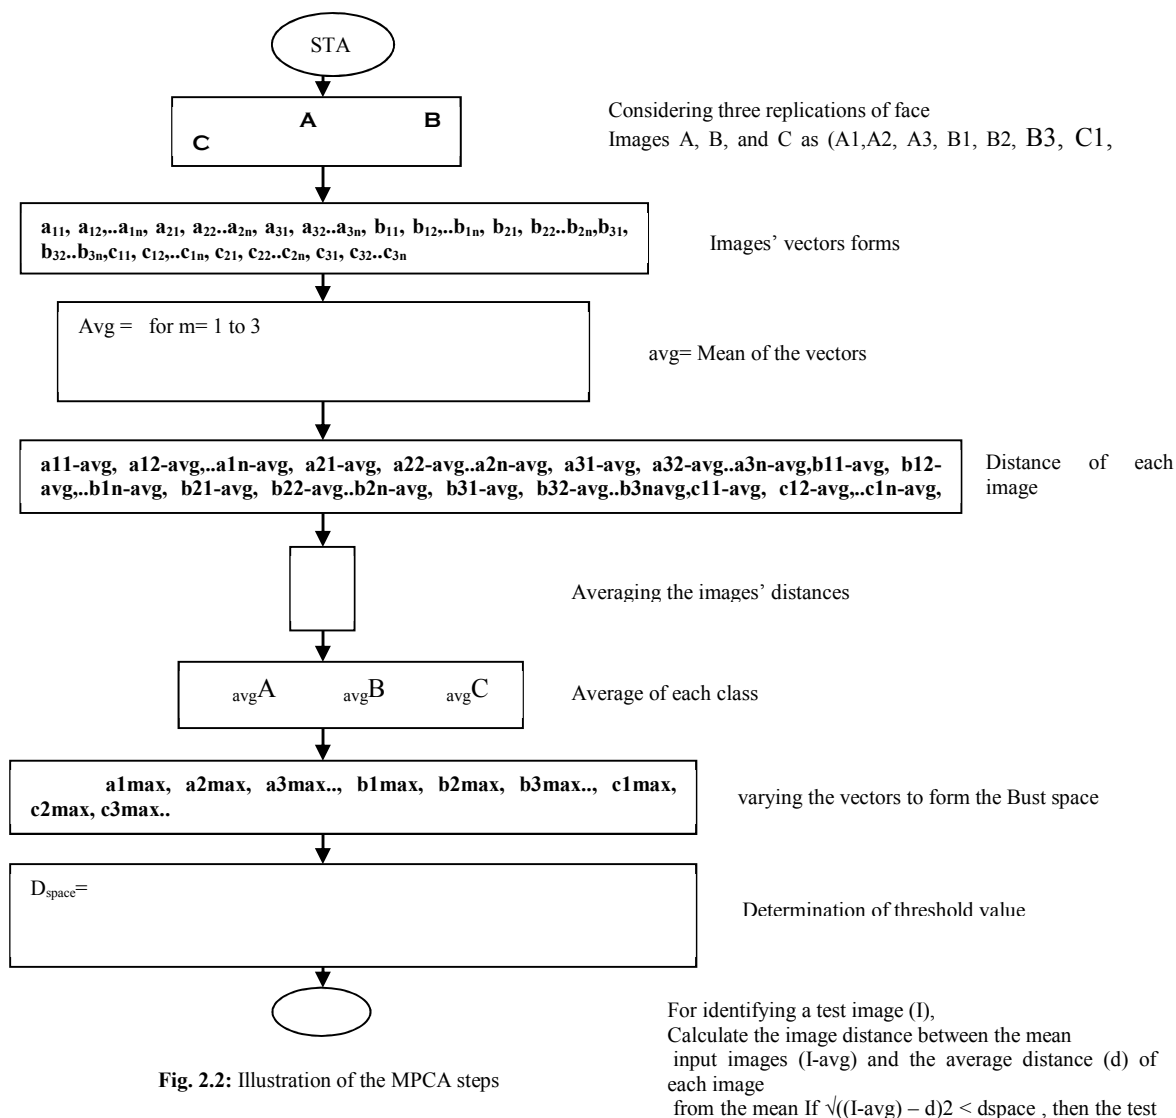 STA
A B
C
Considering three replications of face
Images A, B, and C as (A1,A2, A3, B1, B2, B3, C1,
a11, a12,..a1n, a21, a22..a2n, a31, a32..a3n, b11, b12,..b1n, b21, b22..b2n,b31,
b32..b3n,c11, c12,..c1n, c21, c22..c2n, c31, c32..c3n
Images’ vectors forms
Avg = for m= 1 to 3
avg= Mean of the vectors
a11-avg, a12-avg,..a1n-avg, a21-avg, a22-avg..a2n-avg, a31-avg, a32-avg..a3n-avg,b11-avg, b12-
avg,..b1n-avg, b21-avg, b22-avg..b2n-avg, b31-avg, b32-avg..b3navg,c11-avg, c12-avg,..c1n-avg,
Distance of each
image
Averaging the images’ distances
avgA avgB avgC
Average of each class
a1max, a2max, a3max.., b1max, b2max, b3max.., c1max,
c2max, c3max..
varying the vectors to form the Bust space
Dspace=
Determination of threshold value
For identifying a test image (I),
Calculate the image distance between the mean
input images (I-avg) and the average distance (d) of
each image
from the mean If √((I-avg) – d)2 < dspace , then the test
Fig. 2.2: Illustration of the MPCA steps